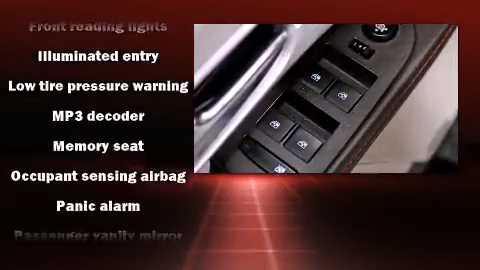 Front reading lights
Illuminated entry
Low tire pressure warning
MP3 decoder
Memory seat
Occupant sensing airbag
Panic alarm
Passenger vanity mirror